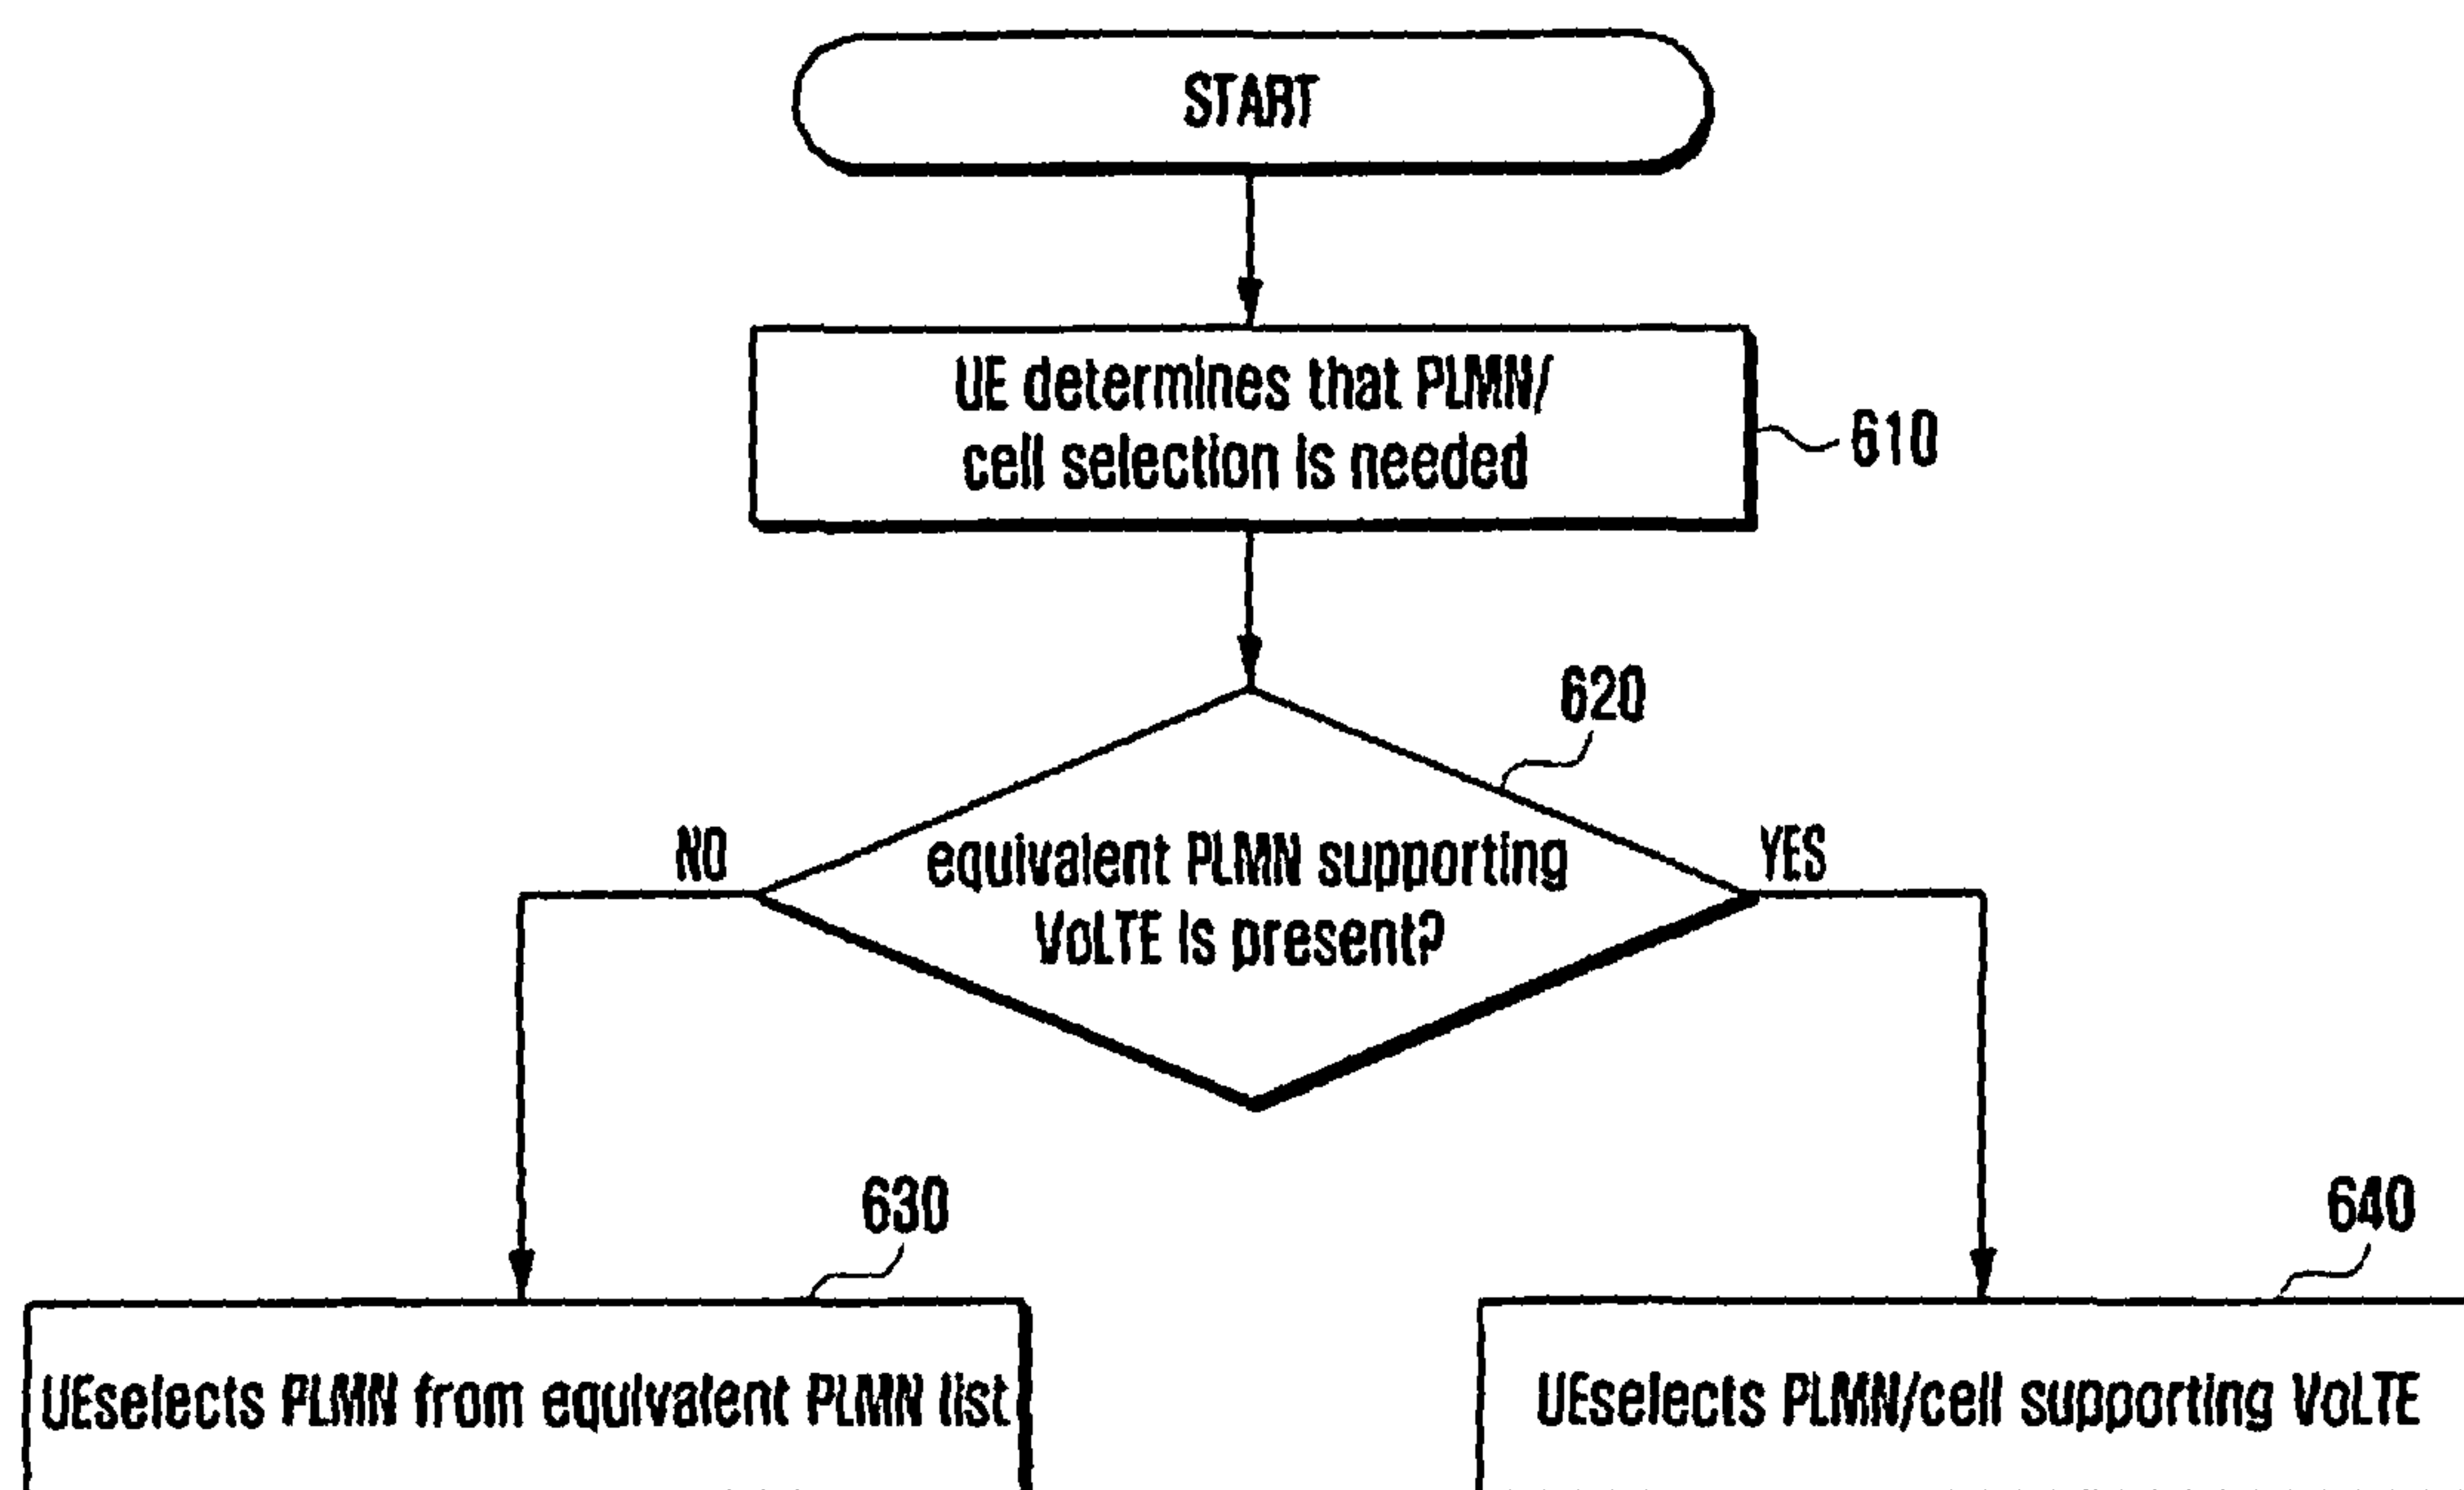 START
UE determines that PLMN/
cell selection is needed
610
620
NO
equivalent PLMN supporting
VoLTE is present?
YES
630
640
UEselects PLMN from equivalent PLMN list
UEselects PLMN/cell supporting VoLTE